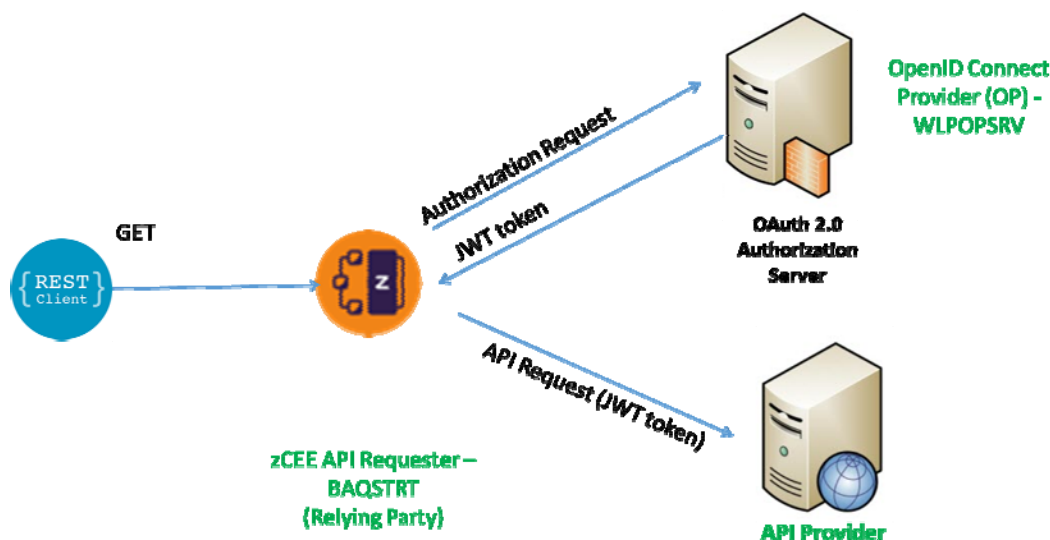 OpenID Connect
Provider (OP) -
WLPOPSRV
Authorization Request
JWT token
OAuth 2.0
Authorization
Server
GET
{ REST }
Client
Z
API Request (JWT token)
zCEE API Requester –
BAQSTRT
(Relying Party)
API Provider